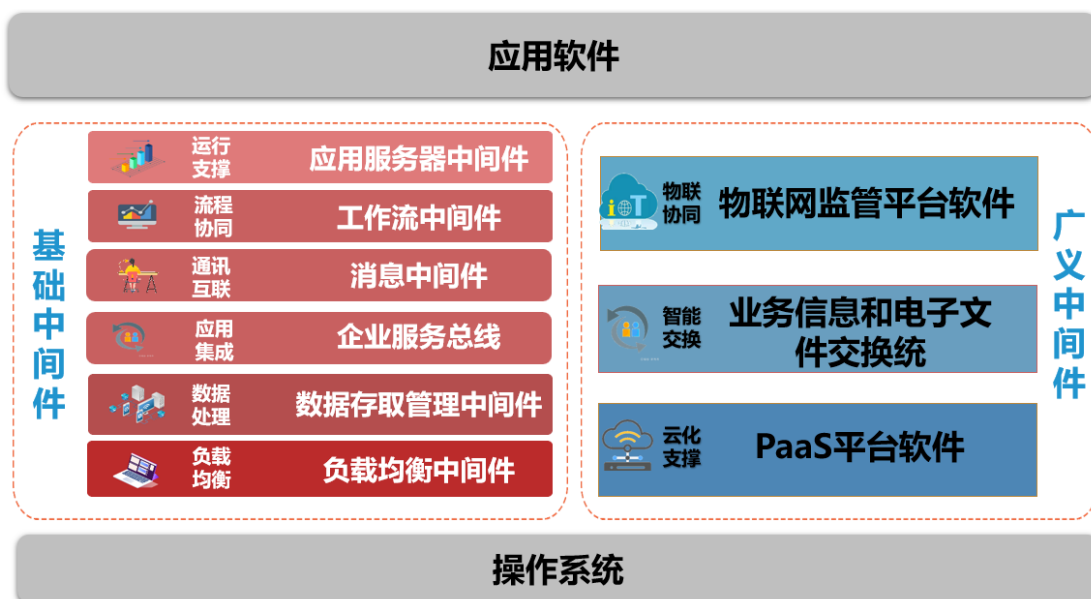 应用软件
基础中间件
运行
支撑
应用服务器中间件
流程
协同
工作流中间件
通讯
互联
消息中间件
应用
集成
企业服务总线
数据
处理
数据存取管理中间件
负载
均衡
负载均衡中间件
ioT
物联
协同
物联网监管平台软件
智能
交换
业务信息和电子文
件交换统
云化
支撑
PaaS平台软件
广义中间件
操作系统